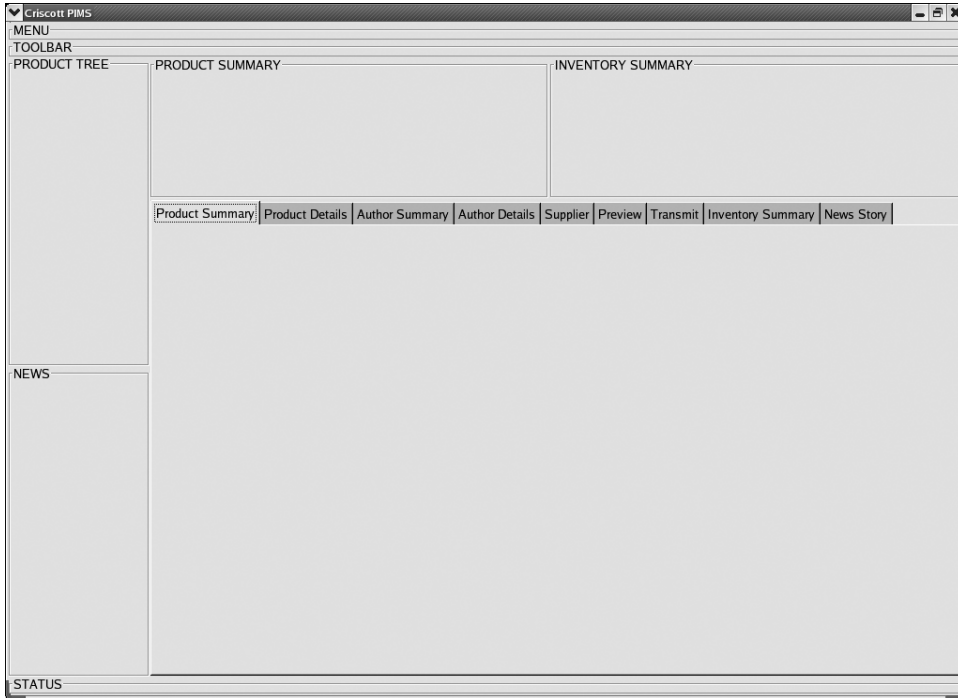 Criscott PIMS
MENU
TOOLBAR
PRODUCT TREE
PRODUCT SUMMARY
INVENTORY SUMMARY
Product Summary Product Details Author Summary Author Details Supplier Preview Transmit Inventory Summary News Story
NEWS
STATUS